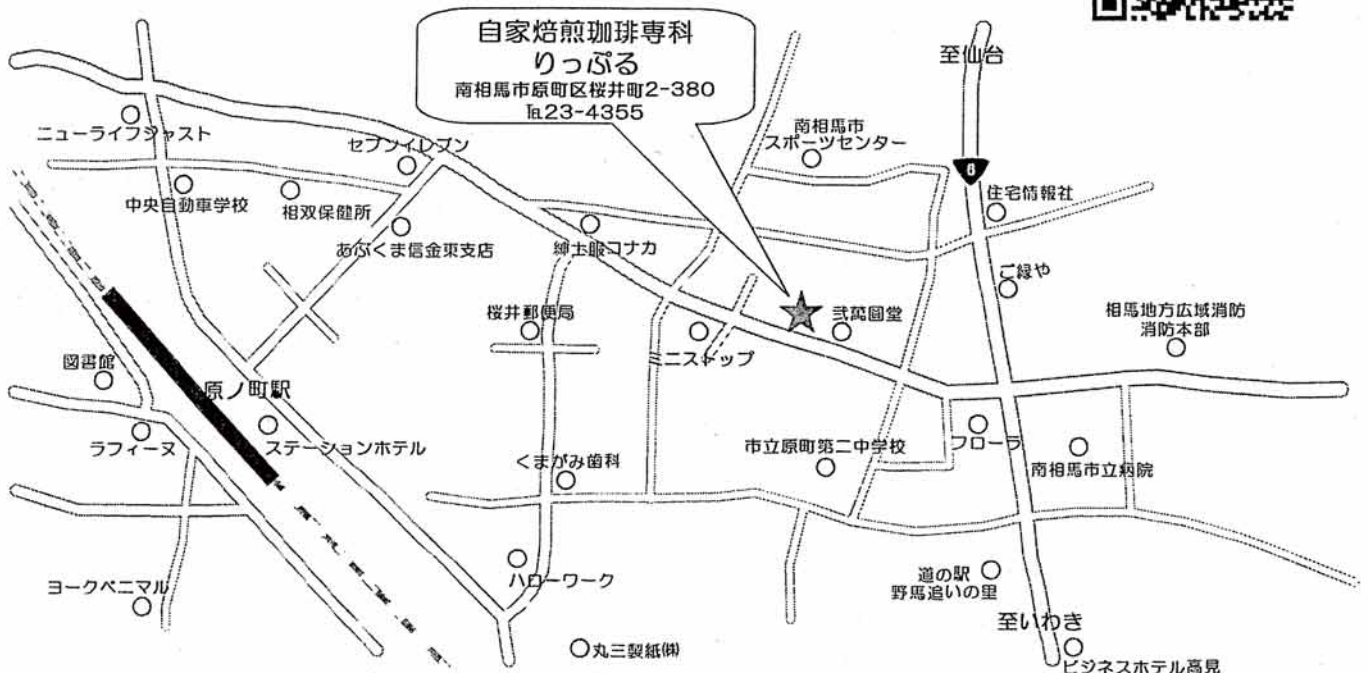 自家焙煎珈琲専科
りっぷる
南相馬市原町区桜井町2-380
℡23-4355
至仙台
ニューライフジャスト
セブンイレブン
南相馬市
スポーツセンター
6
中央自動車学校
相双保健所
住宅情報社
あぶくま信金東支店
紳士服コナカ
ご縁や
桜井郵便局
弐萬圓堂
相馬地方広域消防
消防本部
ミニストップ
図書館
原ノ町駅
ラフィーヌ
ステーションホテル
くまがみ歯科
市立原町第二中学校
フローラ
南相馬市立病院
ヨークベニマル
ハローワーク
道の駅
野馬追いの里
至いわき
丸三製紙㈱
ビジネスホテル高見